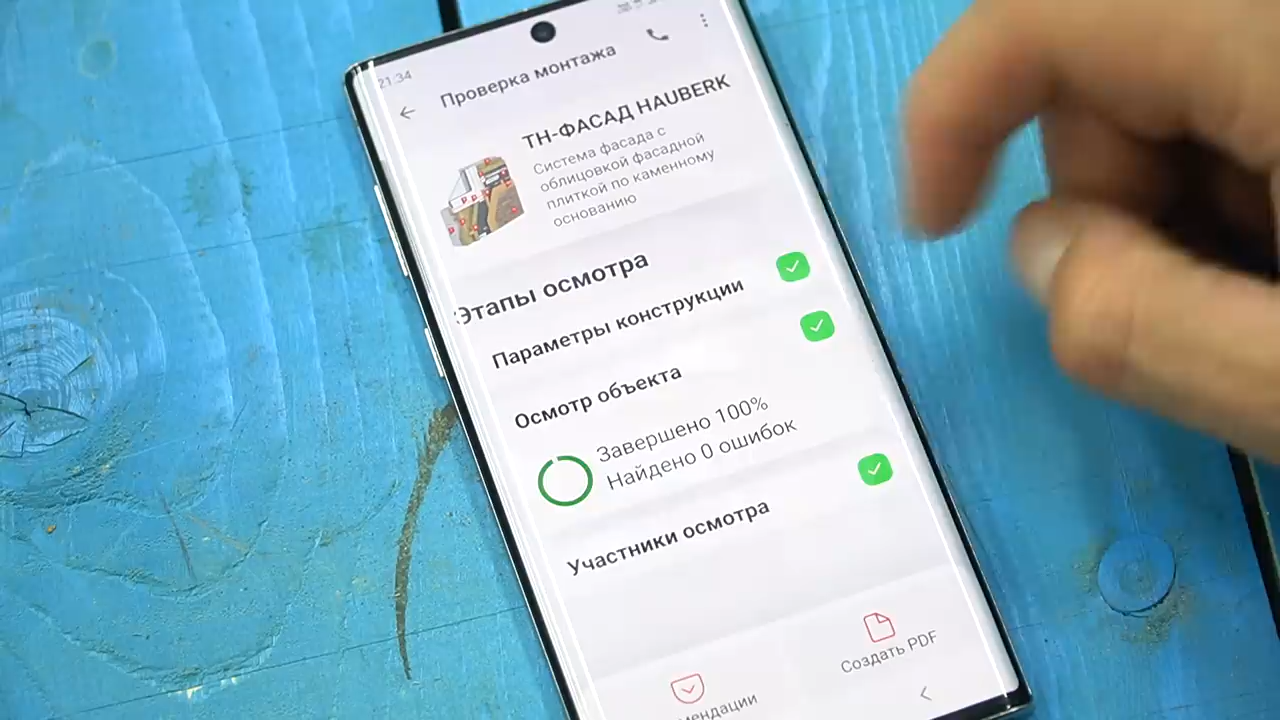 21:34
Проверка монтажа
ТН-ФАСАД HAUBERK
Система фасада с
облицовкой фасадной
плиткой по каменному
основанию
Этапы осмотра
Параметры конструкции
Осмотр объекта
Завершено 100%
Найдено 0 ошибок
Участники осмотра
Создать PDF